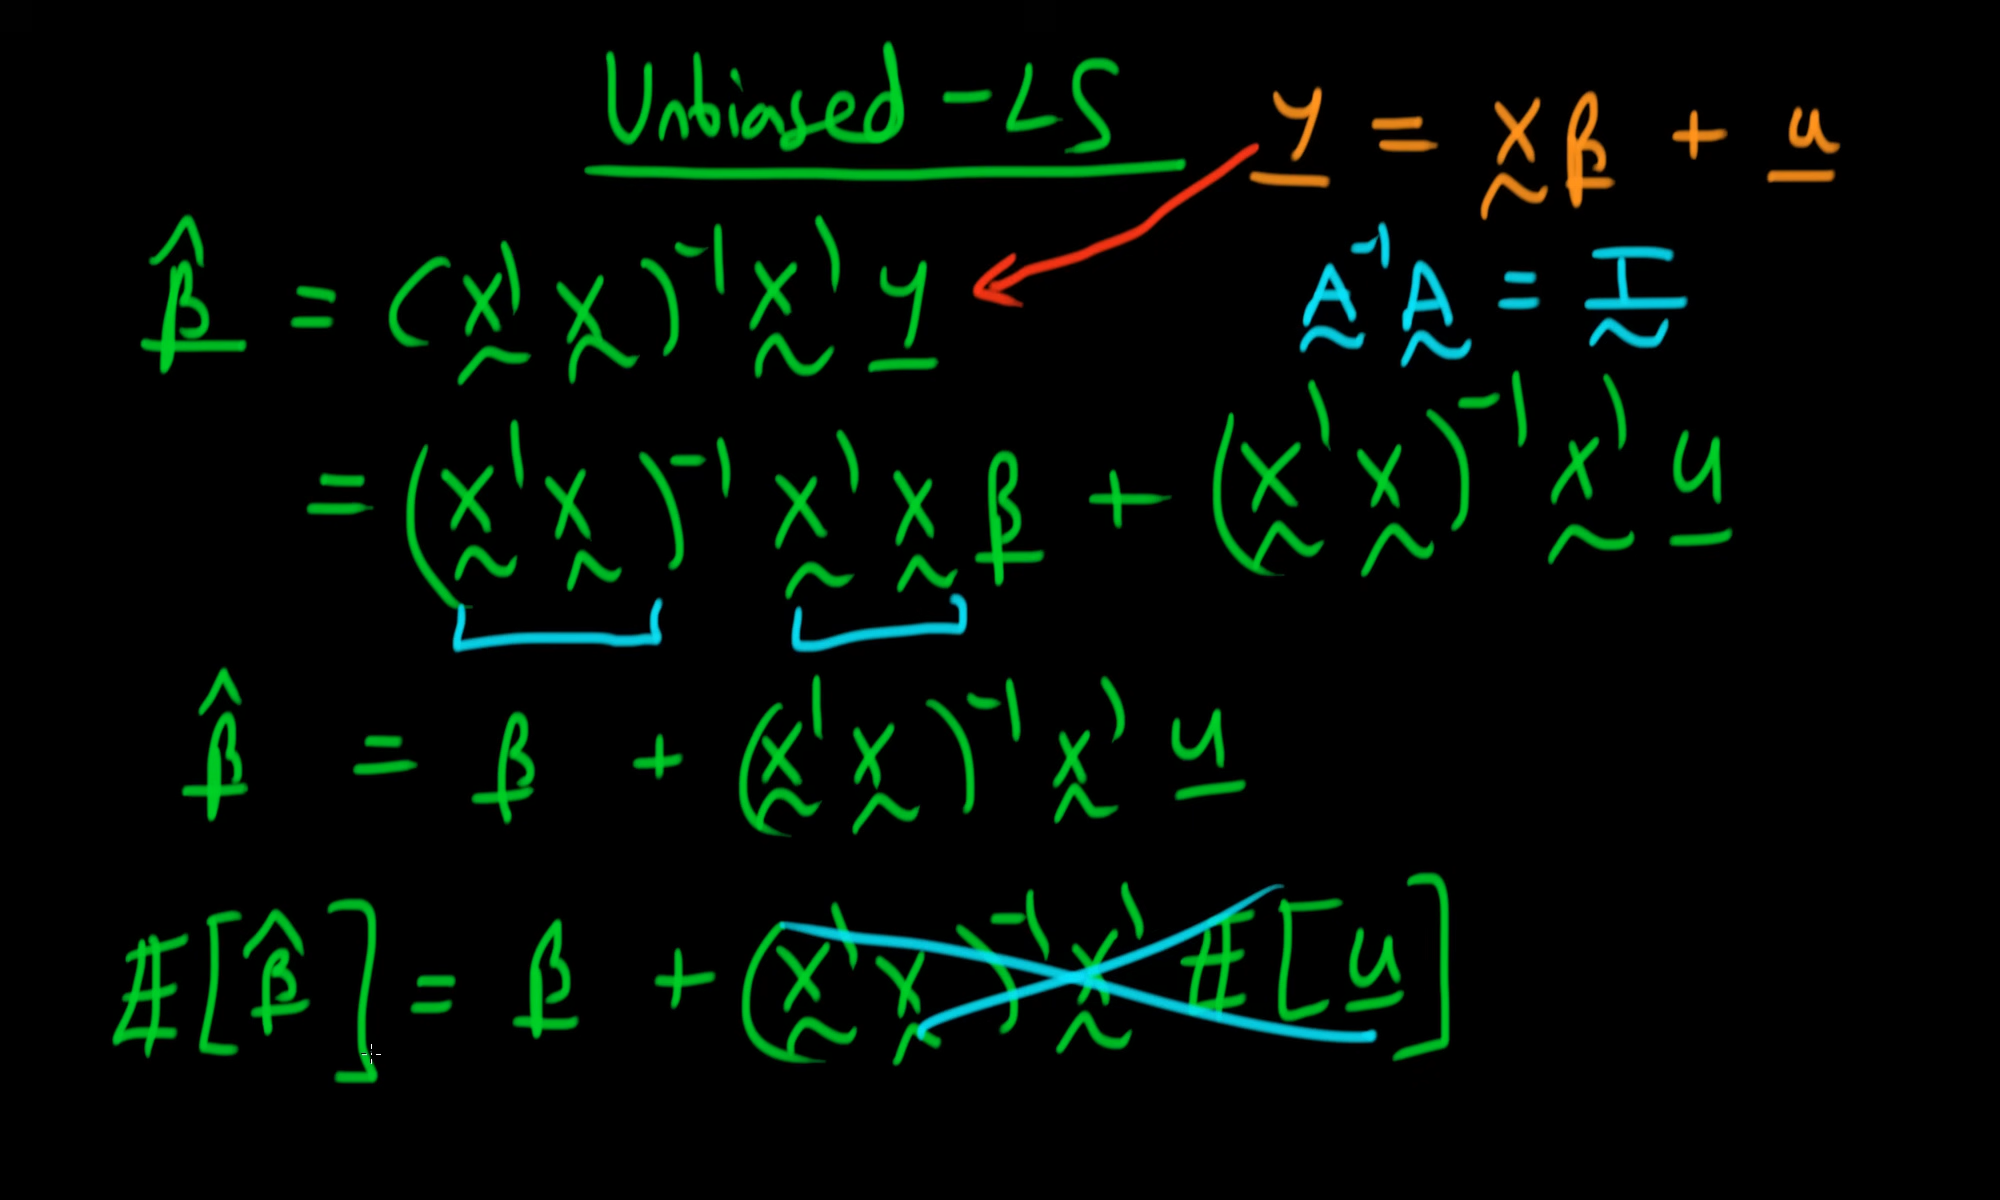 Unbiased - LS
y = Xβ + u
β̂ = (X'X)⁻¹X'y
A⁻¹A = I
= (X'X)⁻¹X'Xβ + (X'X)⁻¹X'u
β̂ = β + (X'X)⁻¹X'u
𝔼[β̂] = β + (X'X)⁻¹X'𝔼[u]